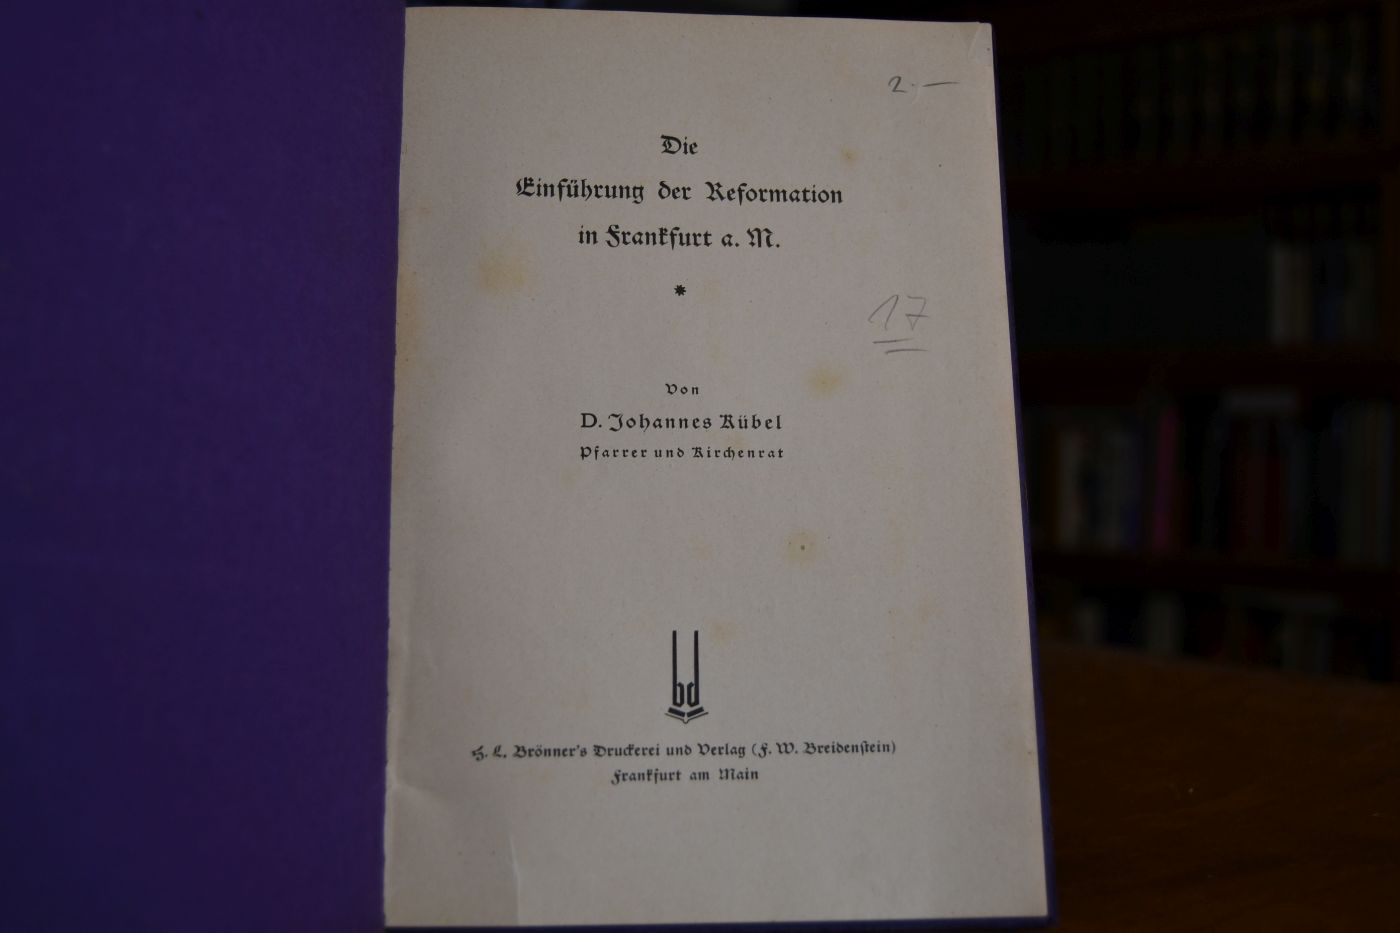 2.—
Die
Einführung der Reformation
in Frankfurt a. M.
*
17
Von
D. Johannes Kübel
Pfarrer und Kirchenrat
bd
H. L. Brönner's Druckerei und Verlag (F. W. Breidenstein)
Frankfurt am Main